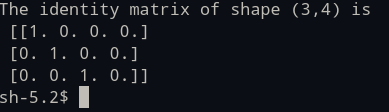 The identity matrix of shape (3,4) is
[[1. 0. 0. 0.]
[0. 1. 0. 0.]
[0. 0. 1. 0.]]
sh-5.2$